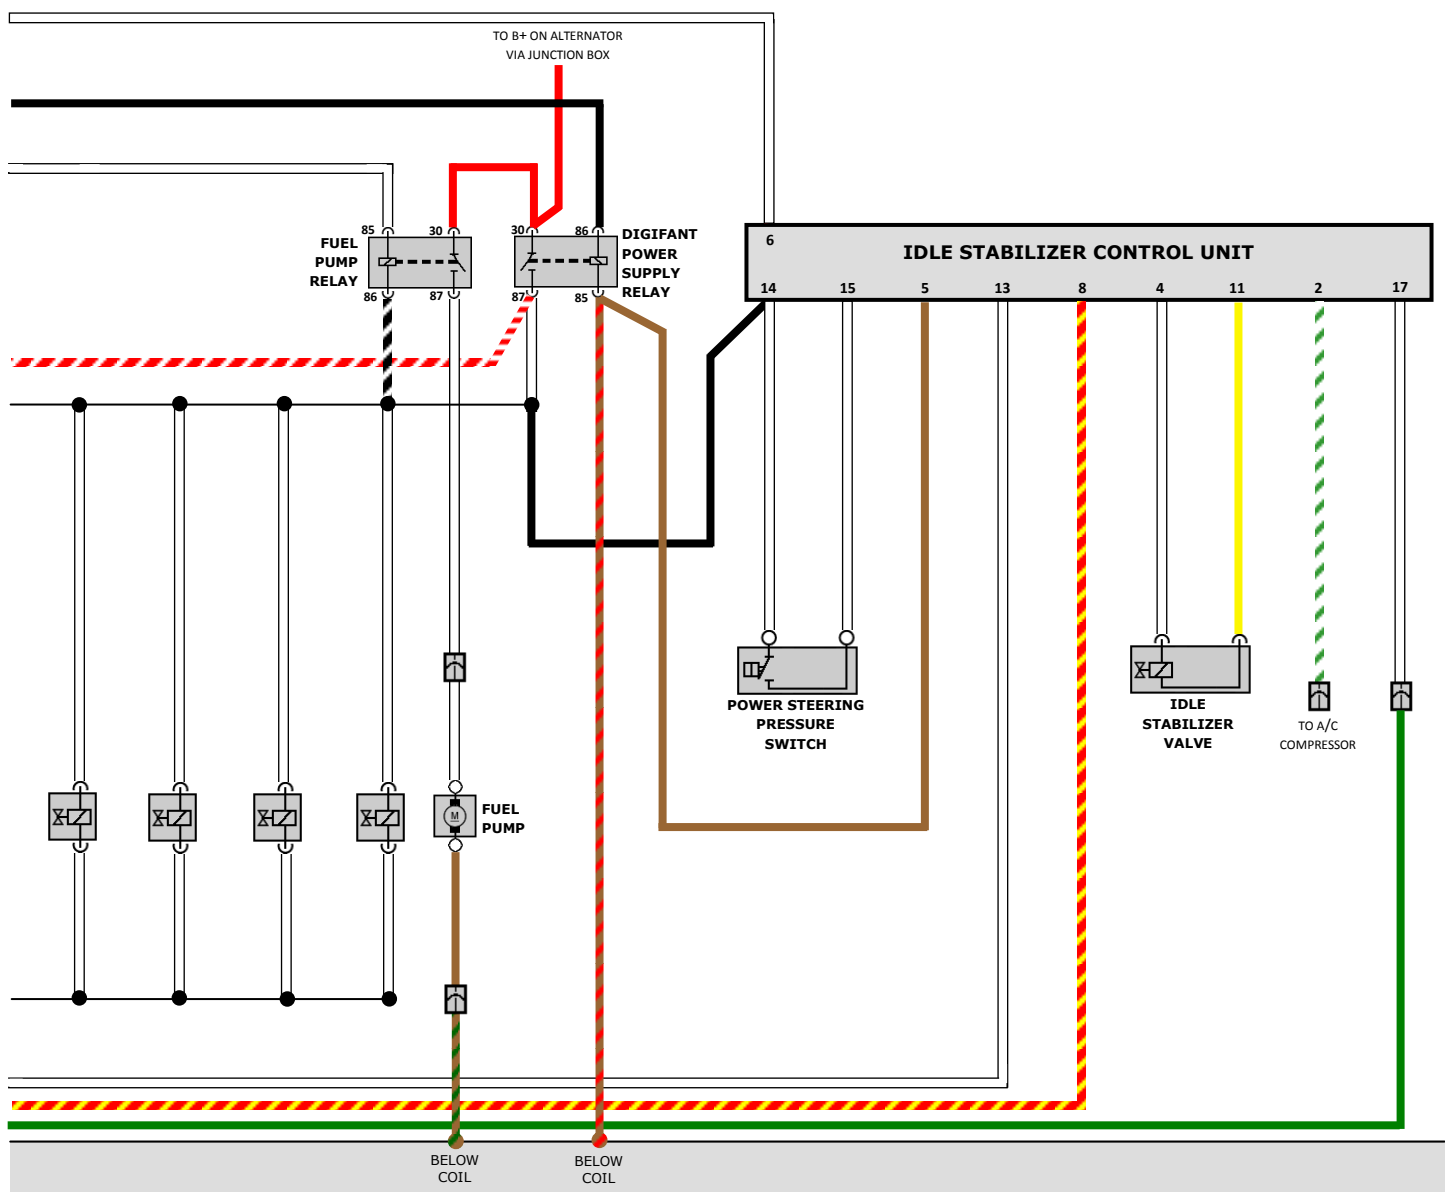 TO B+ ON ALTERNATOR
VIA JUNCTION BOX
85
30
30
86
FUEL
PUMP
RELAY
DIGIFANT
POWER
SUPPLY
RELAY
86
87
87
85
6
IDLE STABILIZER CONTROL UNIT
14
15
5
13
8
4
11
2
17
POWER STEERING
PRESSURE
SWITCH
IDLE
STABILIZER
VALVE
TO A/C
COMPRESSOR
M
FUEL
PUMP
BELOW
COIL
BELOW
COIL